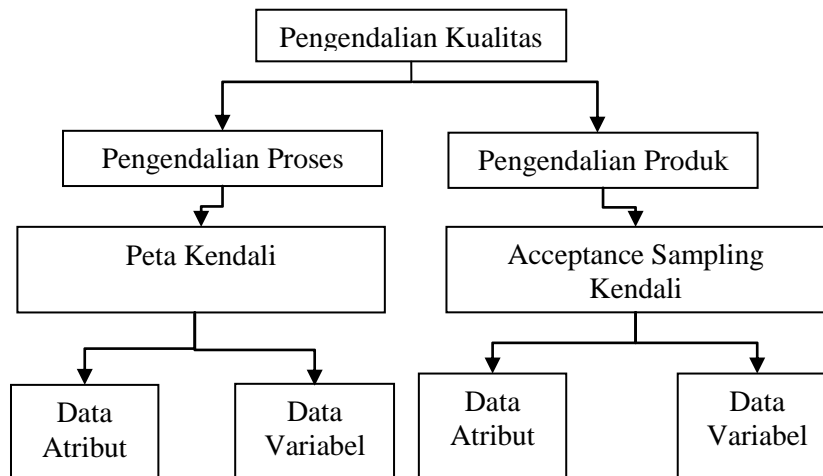 Pengendalian Kualitas
Pengendalian Proses
Pengendalian Produk
Peta Kendali
Acceptance Sampling
Kendali
Data
Atribut
Data
Variabel
Data
Atribut
Data
Variabel